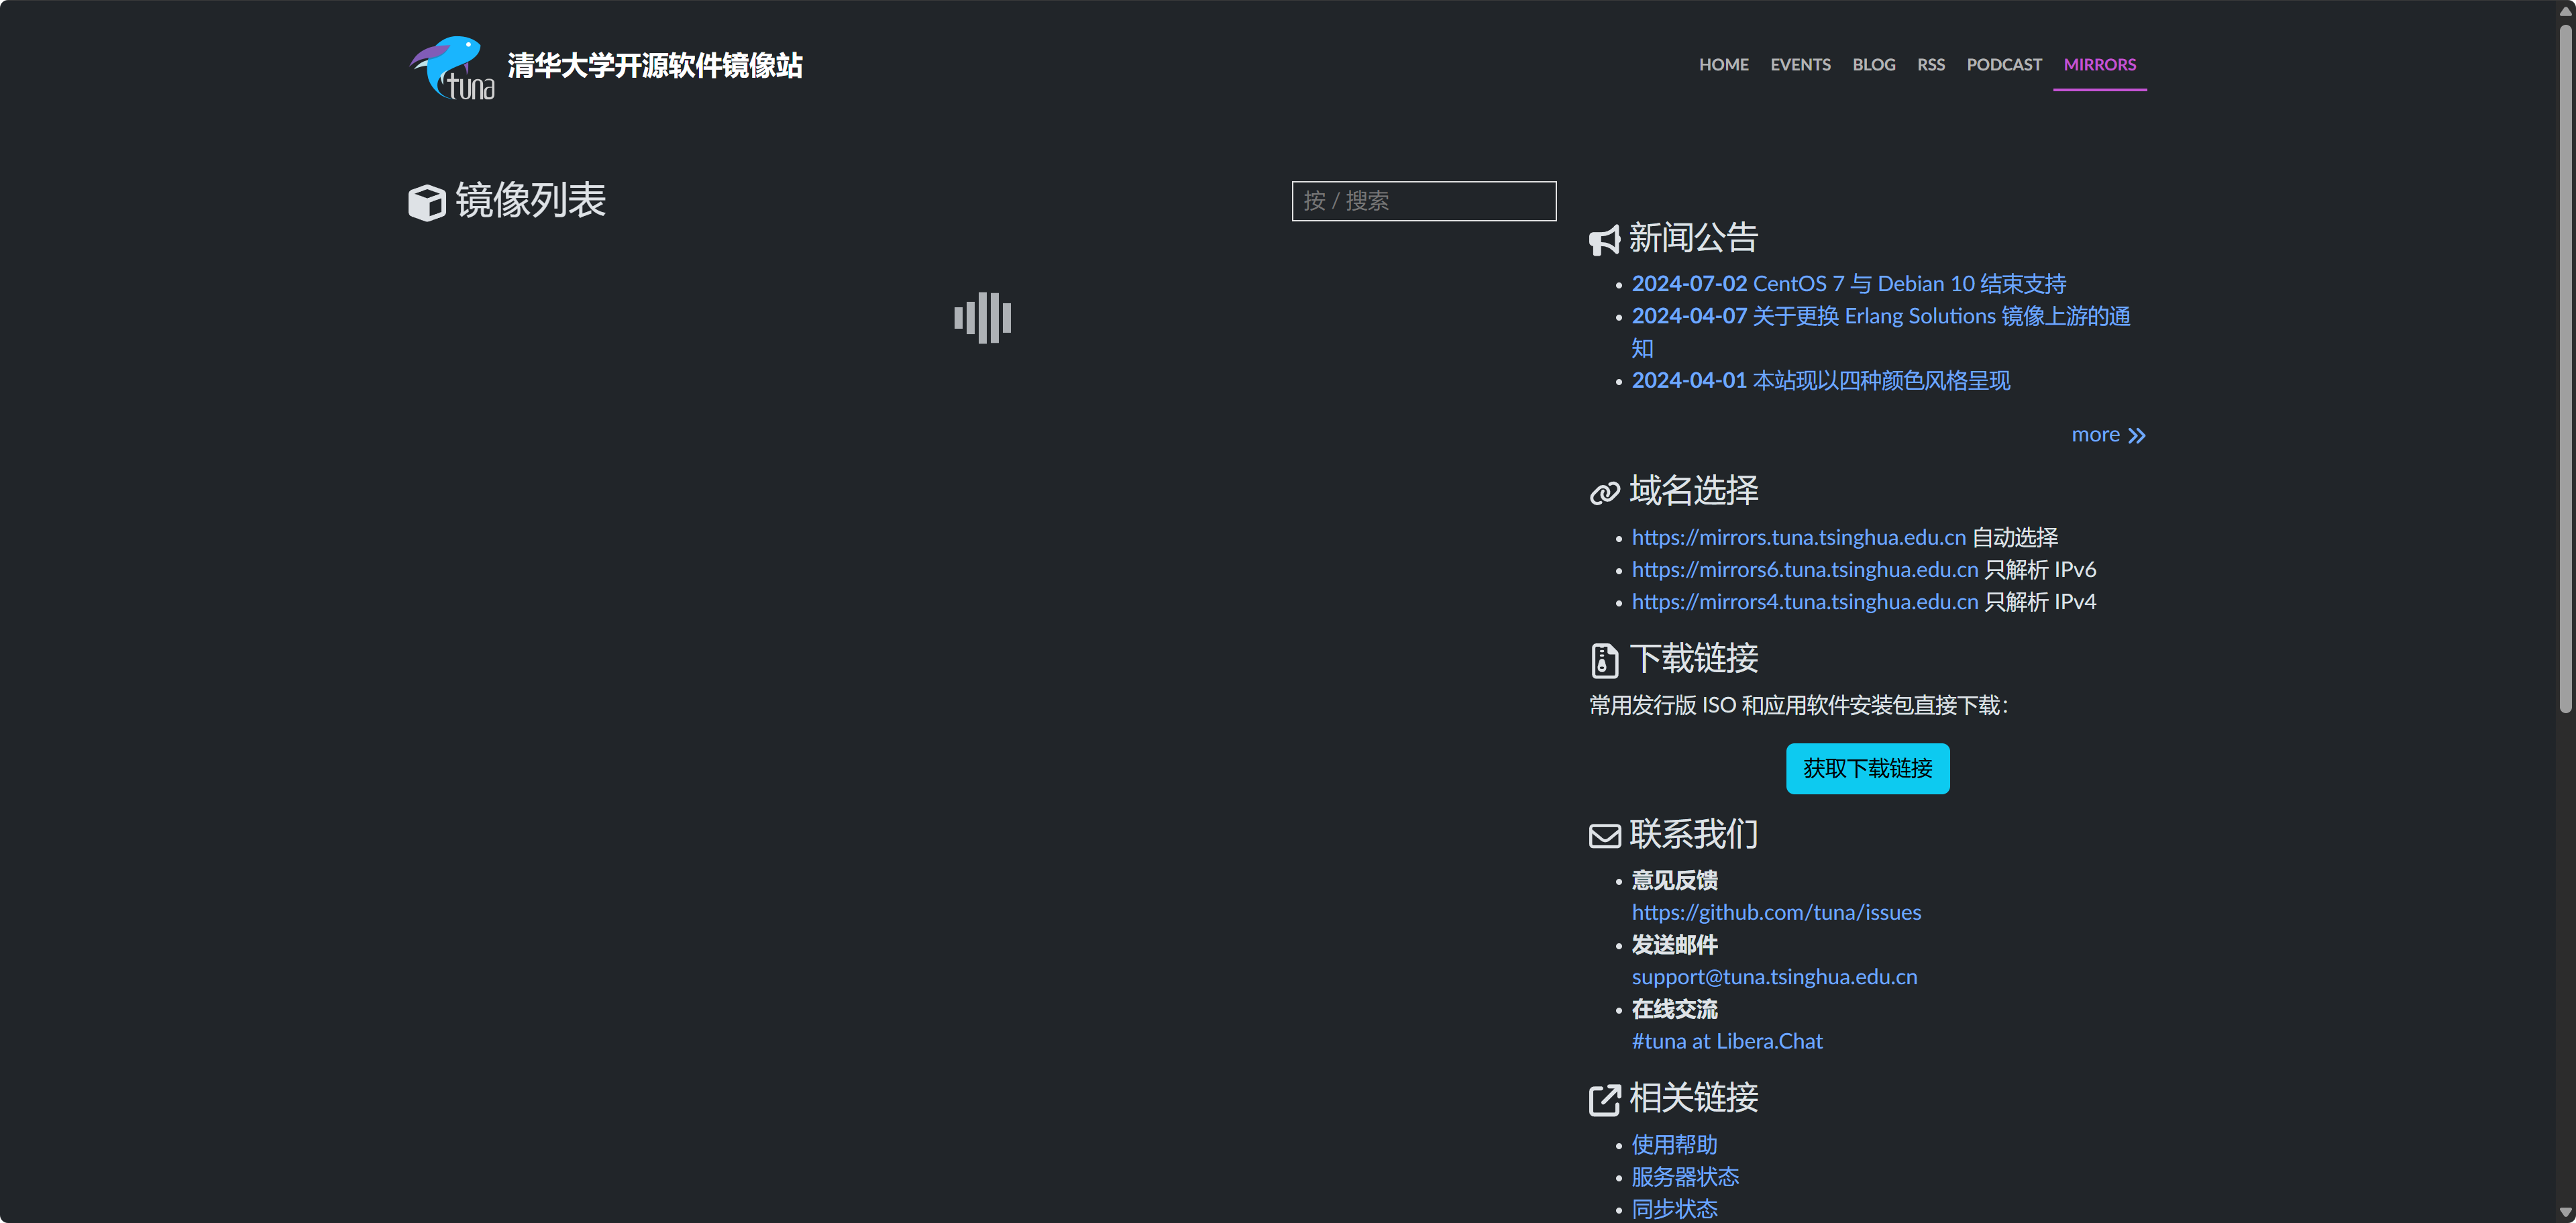 tuna
清华大学开源软件镜像站
HOME EVENTS BLOG RSS PODCAST MIRRORS
镜像列表
按 / 搜索
新闻公告
2024-07-02 CentOS 7 与 Debian 10 结束支持
2024-04-07 关于更换 Erlang Solutions 镜像上游的通
知
2024-04-01 本站现以四种颜色风格呈现
more
域名选择
https://mirrors.tuna.tsinghua.edu.cn 自动选择
https://mirrors6.tuna.tsinghua.edu.cn 只解析 IPv6
https://mirrors4.tuna.tsinghua.edu.cn 只解析 IPv4
下载链接
常用发行版 ISO 和应用软件安装包直接下载：
获取下载链接
联系我们
意见反馈
https://github.com/tuna/issues
发送邮件
support@tuna.tsinghua.edu.cn
在线交流
#tuna at Libera.Chat
相关链接
使用帮助
服务器状态
同步状态